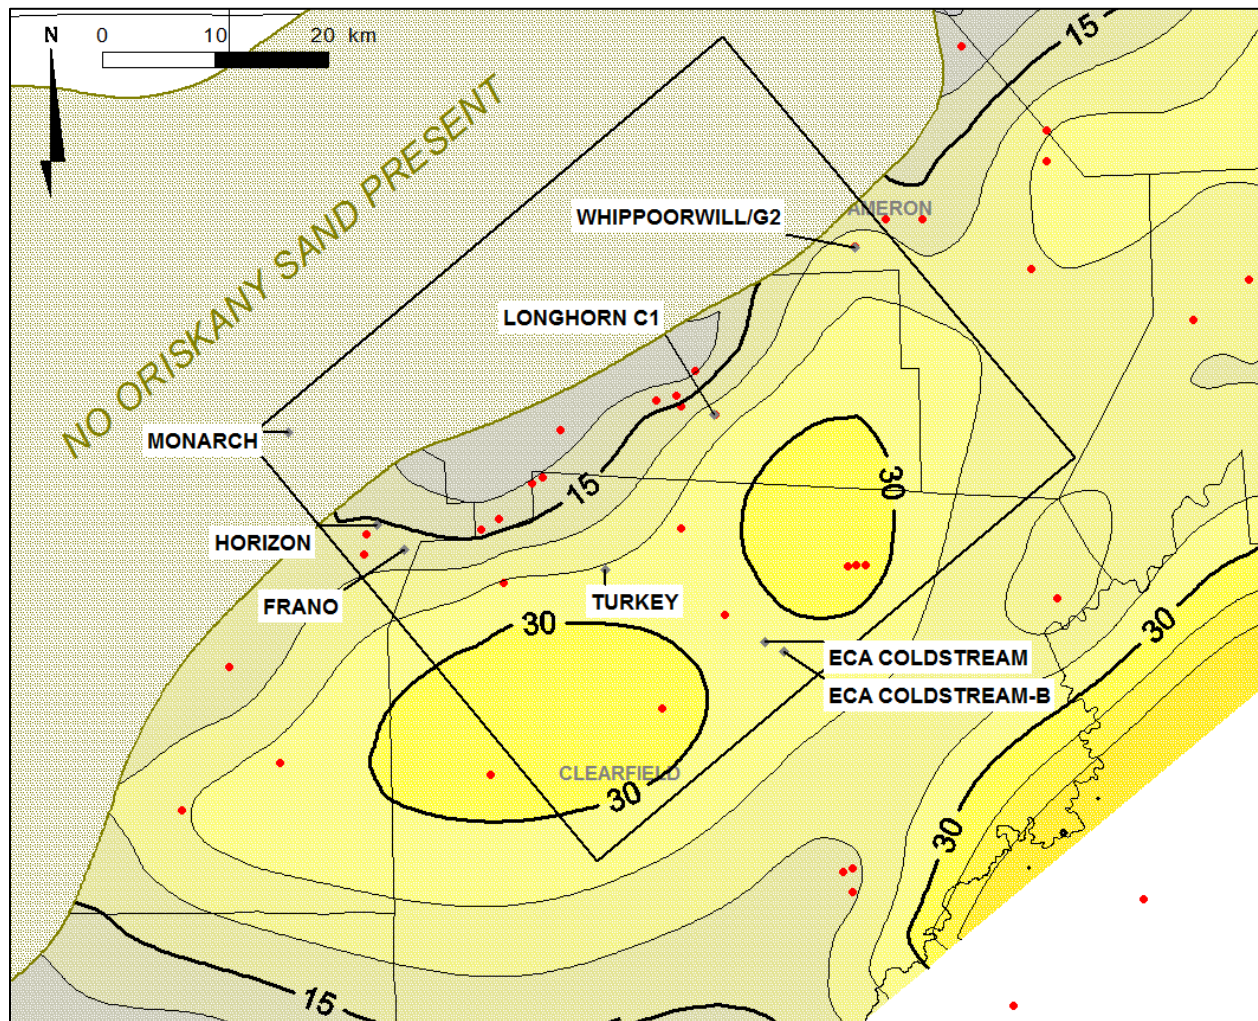 N 0 10 20 km
15
NO ORISKANY SAND PRESENT
WHIPPOORWILL/G2
AMERON
LONGHORN C1
MONARCH
30
15
HORIZON
FRANO
TURKEY
30
30
ECA COLDSTREAM
ECA COLDSTREAM-B
CLEARFIELD
30
30
15
15